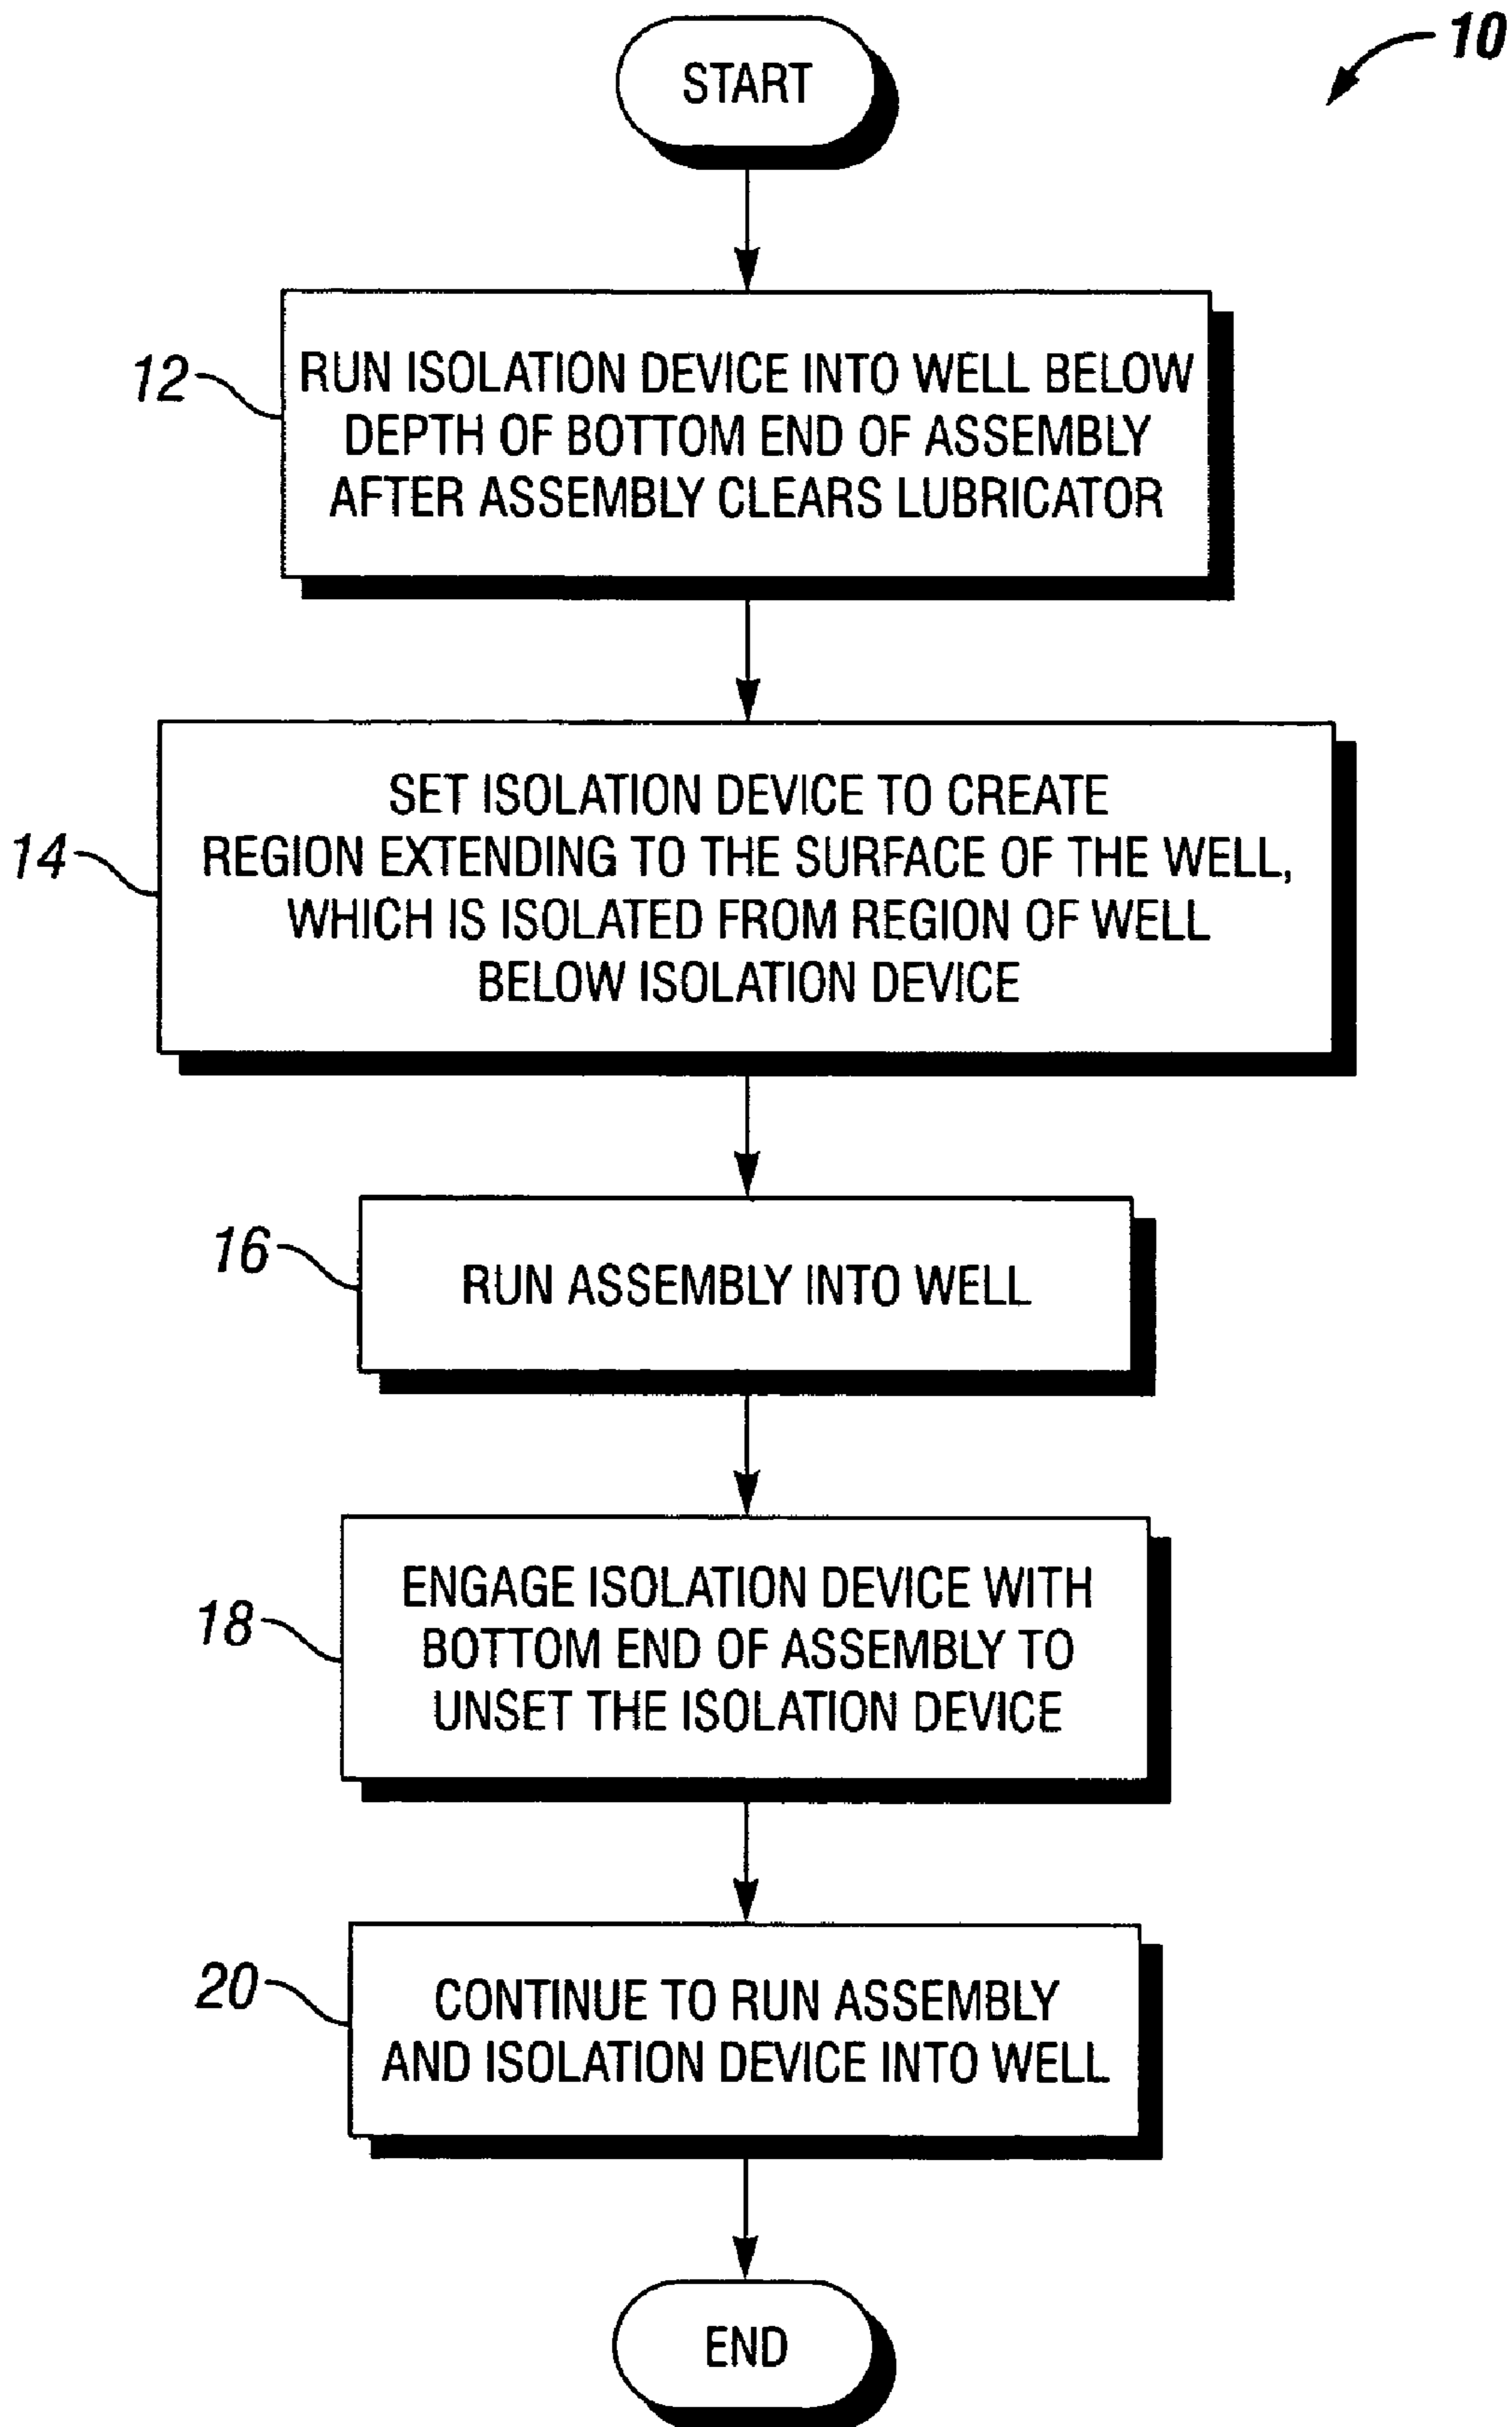 10
START
12
RUN ISOLATION DEVICE INTO WELL BELOW
DEPTH OF BOTTOM END OF ASSEMBLY
AFTER ASSEMBLY CLEARS LUBRICATOR
14
SET ISOLATION DEVICE TO CREATE
REGION EXTENDING TO THE SURFACE OF THE WELL,
WHICH IS ISOLATED FROM REGION OF WELL
BELOW ISOLATION DEVICE
16
RUN ASSEMBLY INTO WELL
18
ENGAGE ISOLATION DEVICE WITH
BOTTOM END OF ASSEMBLY TO
UNSET THE ISOLATION DEVICE
20
CONTINUE TO RUN ASSEMBLY
AND ISOLATION DEVICE INTO WELL
END